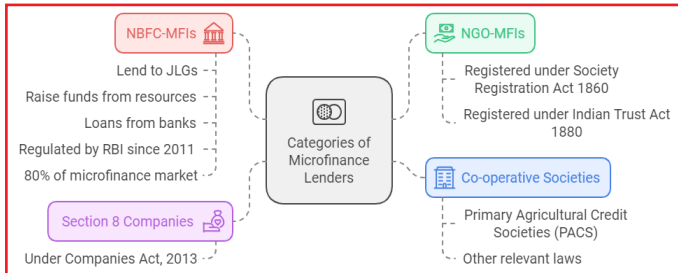 NBFC-MFIs
Lend to JLGs
Raise funds from resources
Loans from banks
Regulated by RBI since 2011
80% of microfinance market
Section 8 Companies
Under Companies Act, 2013
Categories of
Microfinance
Lenders
NGO-MFIs
Registered under Society
Registration Act 1860
Registered under Indian Trust Act
1880
Co-operative Societies
Primary Agricultural Credit
Societies (PACS)
Other relevant laws